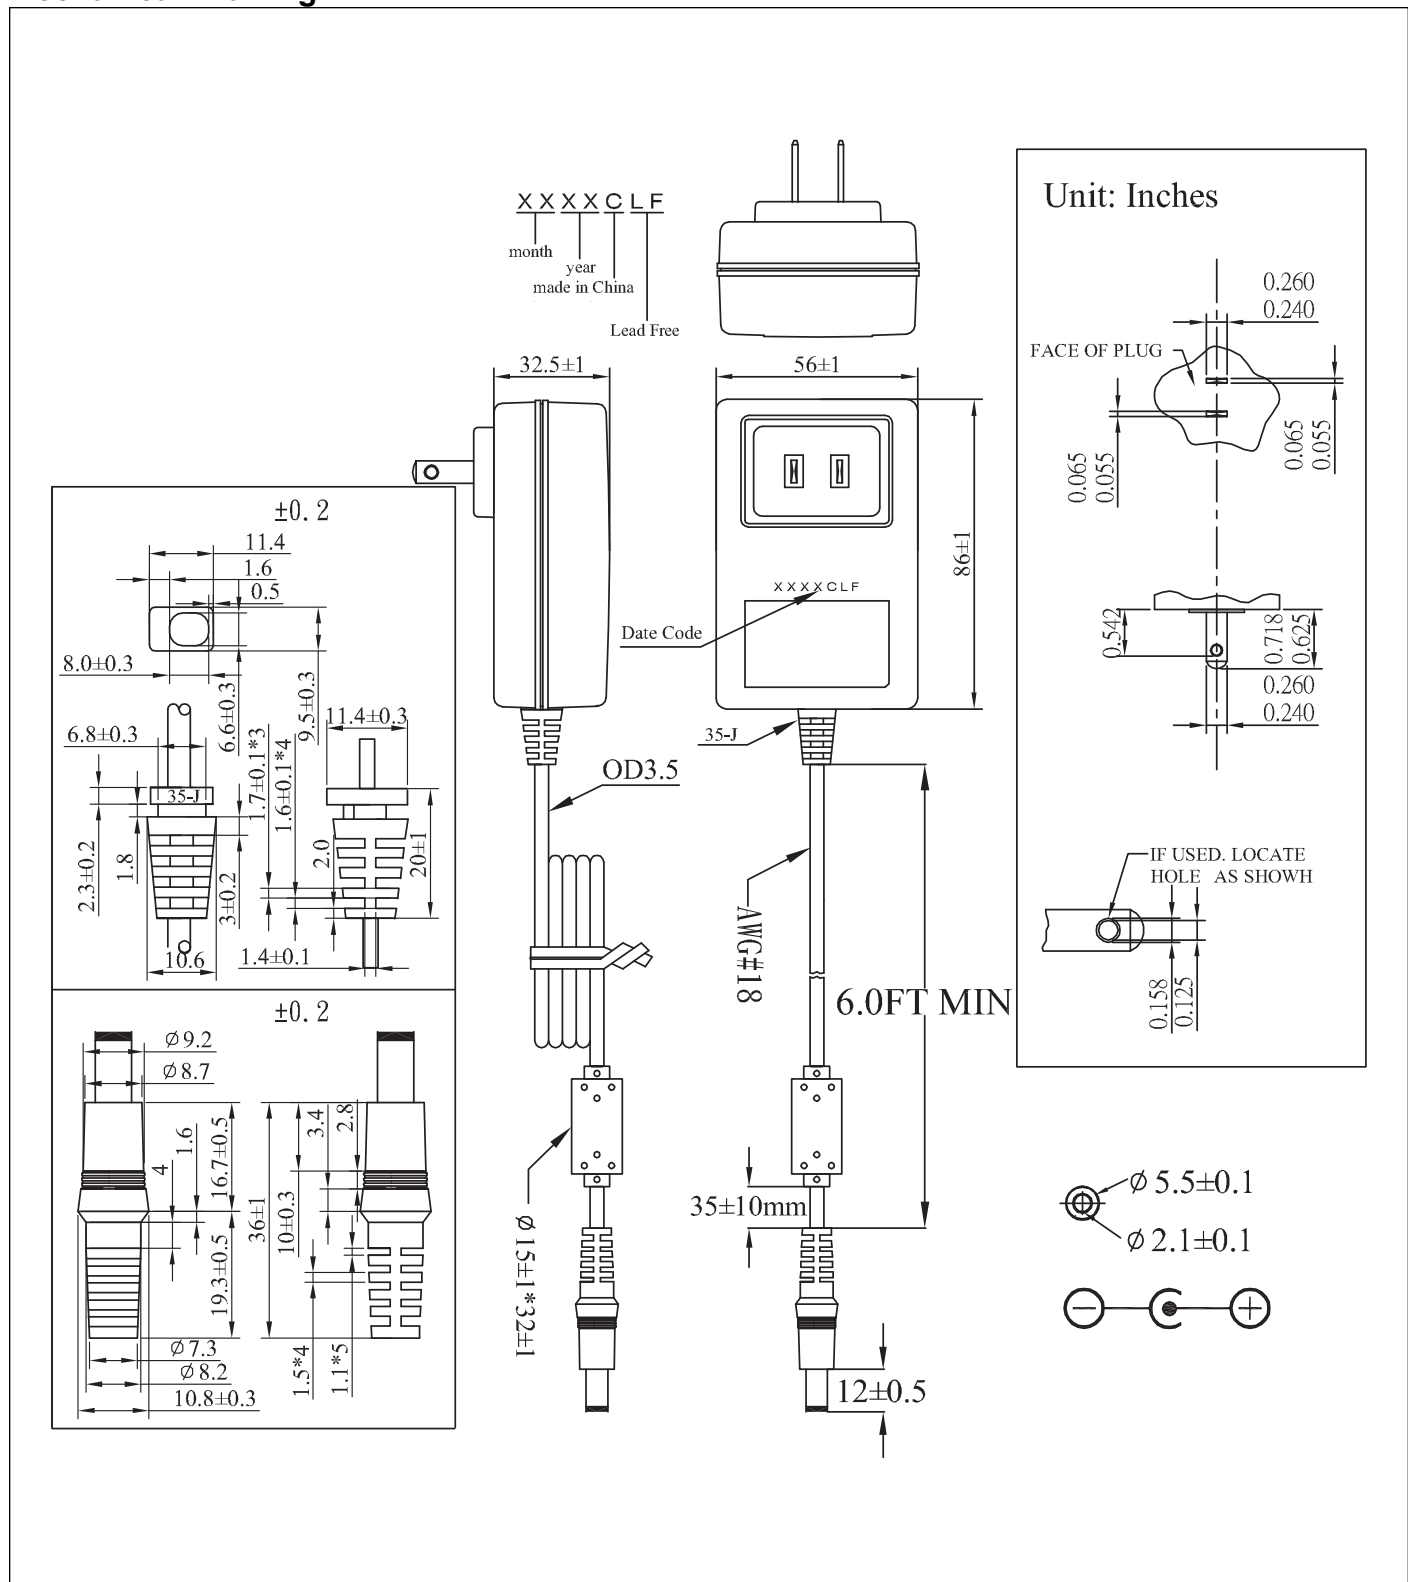 XXXXCLF
month
year
made in China
Lead Free
32.5±1
56±1
86±1
XXXXCLF
Date Code
35-J
OD3.5
AWG#18
6.0FT MIN
35±10mm
12±0.5
Ø15±1*32±1
±0.2
11.4
1.6
0.5
8.0±0.3
6.6±0.3
9.5±0.3
6.8±0.3
11.4±0.3
1.7±0.1*3
1.6±0.1*4
35-J
2.3±0.2
1.8
3±0.2
2.0
20±1
10.6
1.4±0.1
±0.2
Ø9.2
Ø8.7
4
1.6
16.7±0.5
19.3±0.5
36±1
10±0.3
3.4
2.8
1.5*4
1.1*5
Ø7.3
Ø8.2
10.8±0.3
Unit: Inches
0.260
0.240
FACE OF PLUG
0.065
0.055
0.065
0.055
0.542
0.718
0.625
0.260
0.240
IF USED. LOCATE
HOLE AS SHOWH
0.158
0.125
Ø5.5±0.1
Ø2.1±0.1